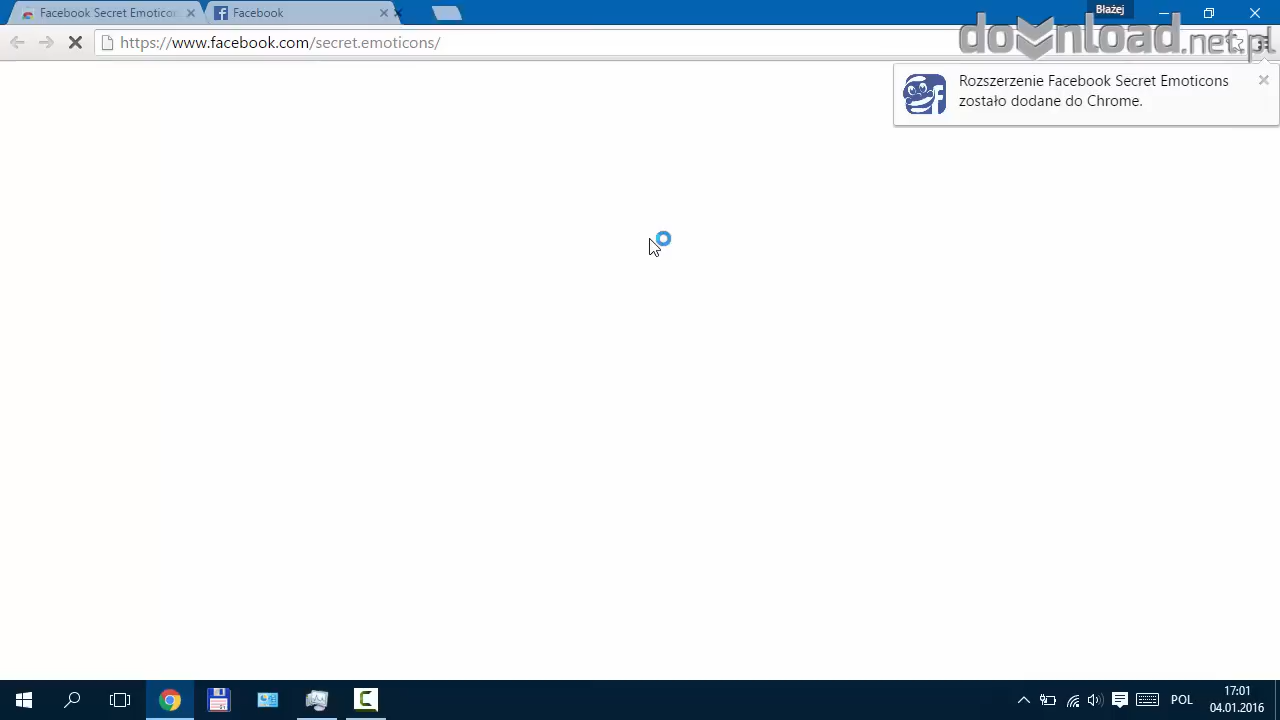 Facebook Secret Emoticon
Facebook
Błażej
https://www.facebook.com/secret.emoticons/
download.net.pl
Rozszerzenie Facebook Secret Emoticons
zostało dodane do Chrome.
POL
17:01
04.01.2016